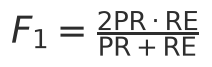 F₁ = 2PR · RE / PR + RE